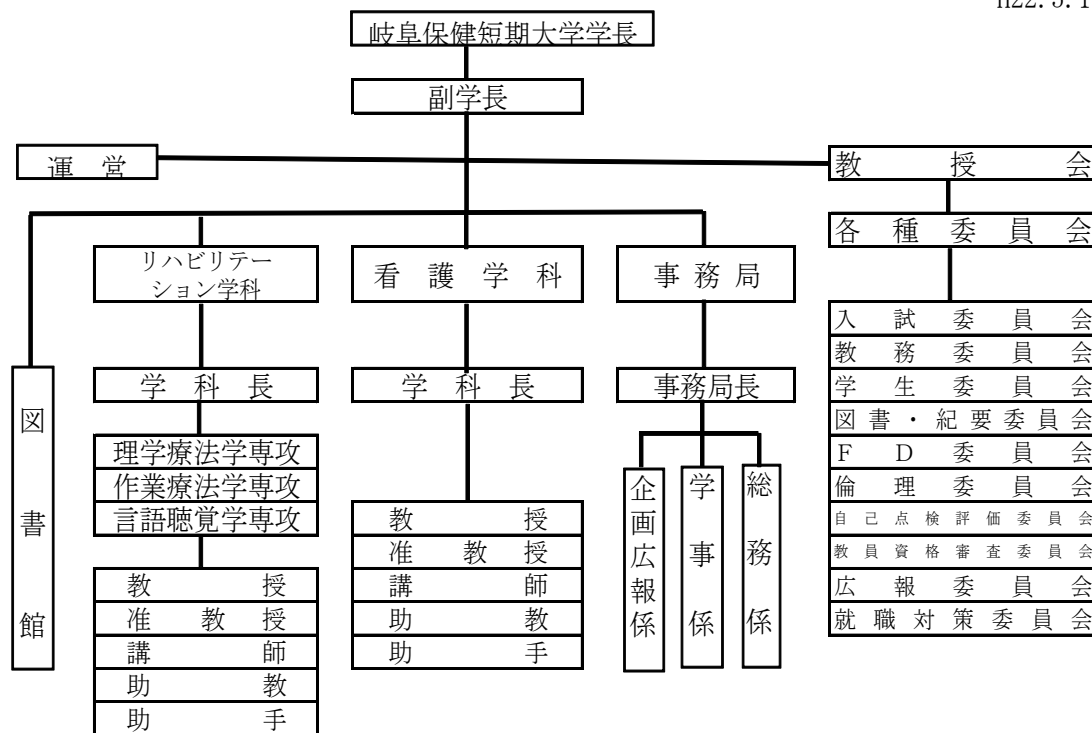 h22.5.1
岐阜保健短期大学学長
副学長
運営
教授会
各種委員会
リハビリテー
ション学科
看護学科
事務局
学科長
学科長
事務局長
図書館
理学療法学専攻
作業療法学専攻
言語聴覚学専攻
教授
准教授
講師
助教
助手
教授
准教授
講師
助教
助手
企画広報係
学事係
総務係
入試委員会
教務委員会
学生委員会
図書・紀要委員会
FD委員会
倫理委員会
自己点検評価委員会
教員資格審査委員会
広報委員会
就職対策委員会